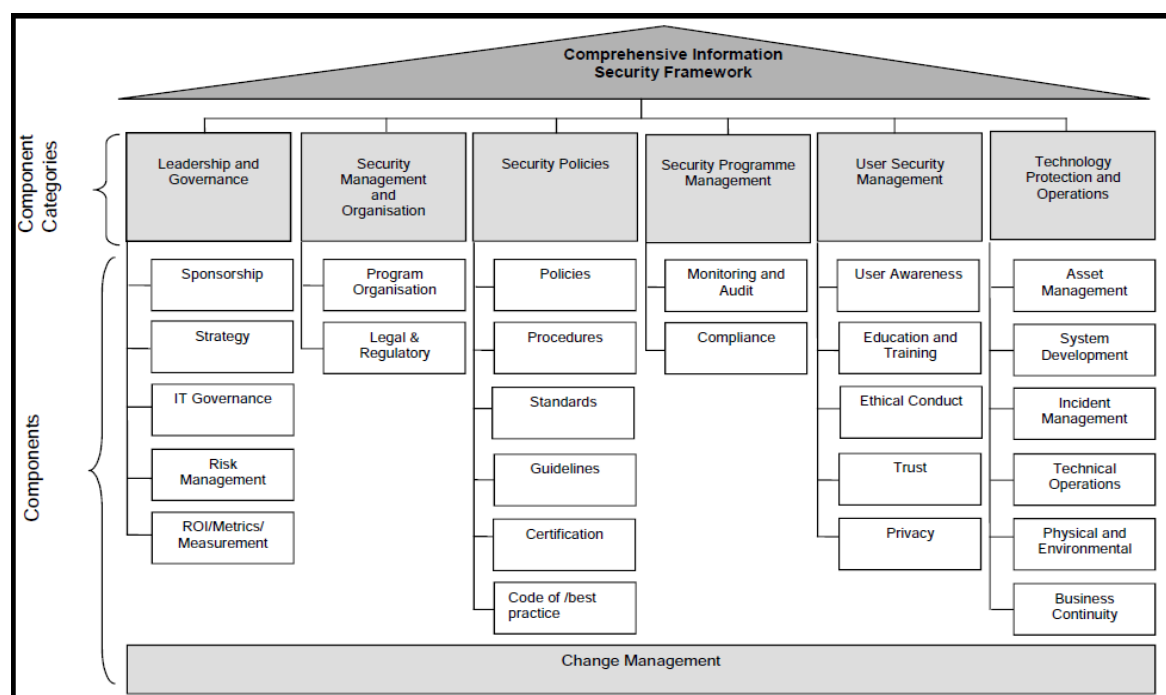 Comprehensive Information
Security Framework
Component
Categories
Leadership and
Governance
Security
Management
and
Organisation
Security Policies
Security Programme
Management
User Security
Management
Technology
Protection and
Operations
Components
Sponsorship
Strategy
IT Governance
Risk
Management
ROI/Metrics/
Measurement
Program
Organisation
Legal &
Regulatory
Policies
Procedures
Standards
Guidelines
Certification
Code of /best
practice
Monitoring and
Audit
Compliance
User Awareness
Education and
Training
Ethical Conduct
Trust
Privacy
Asset
Management
System
Development
Incident
Management
Technical
Operations
Physical and
Environmental
Business
Continuity
Change Management